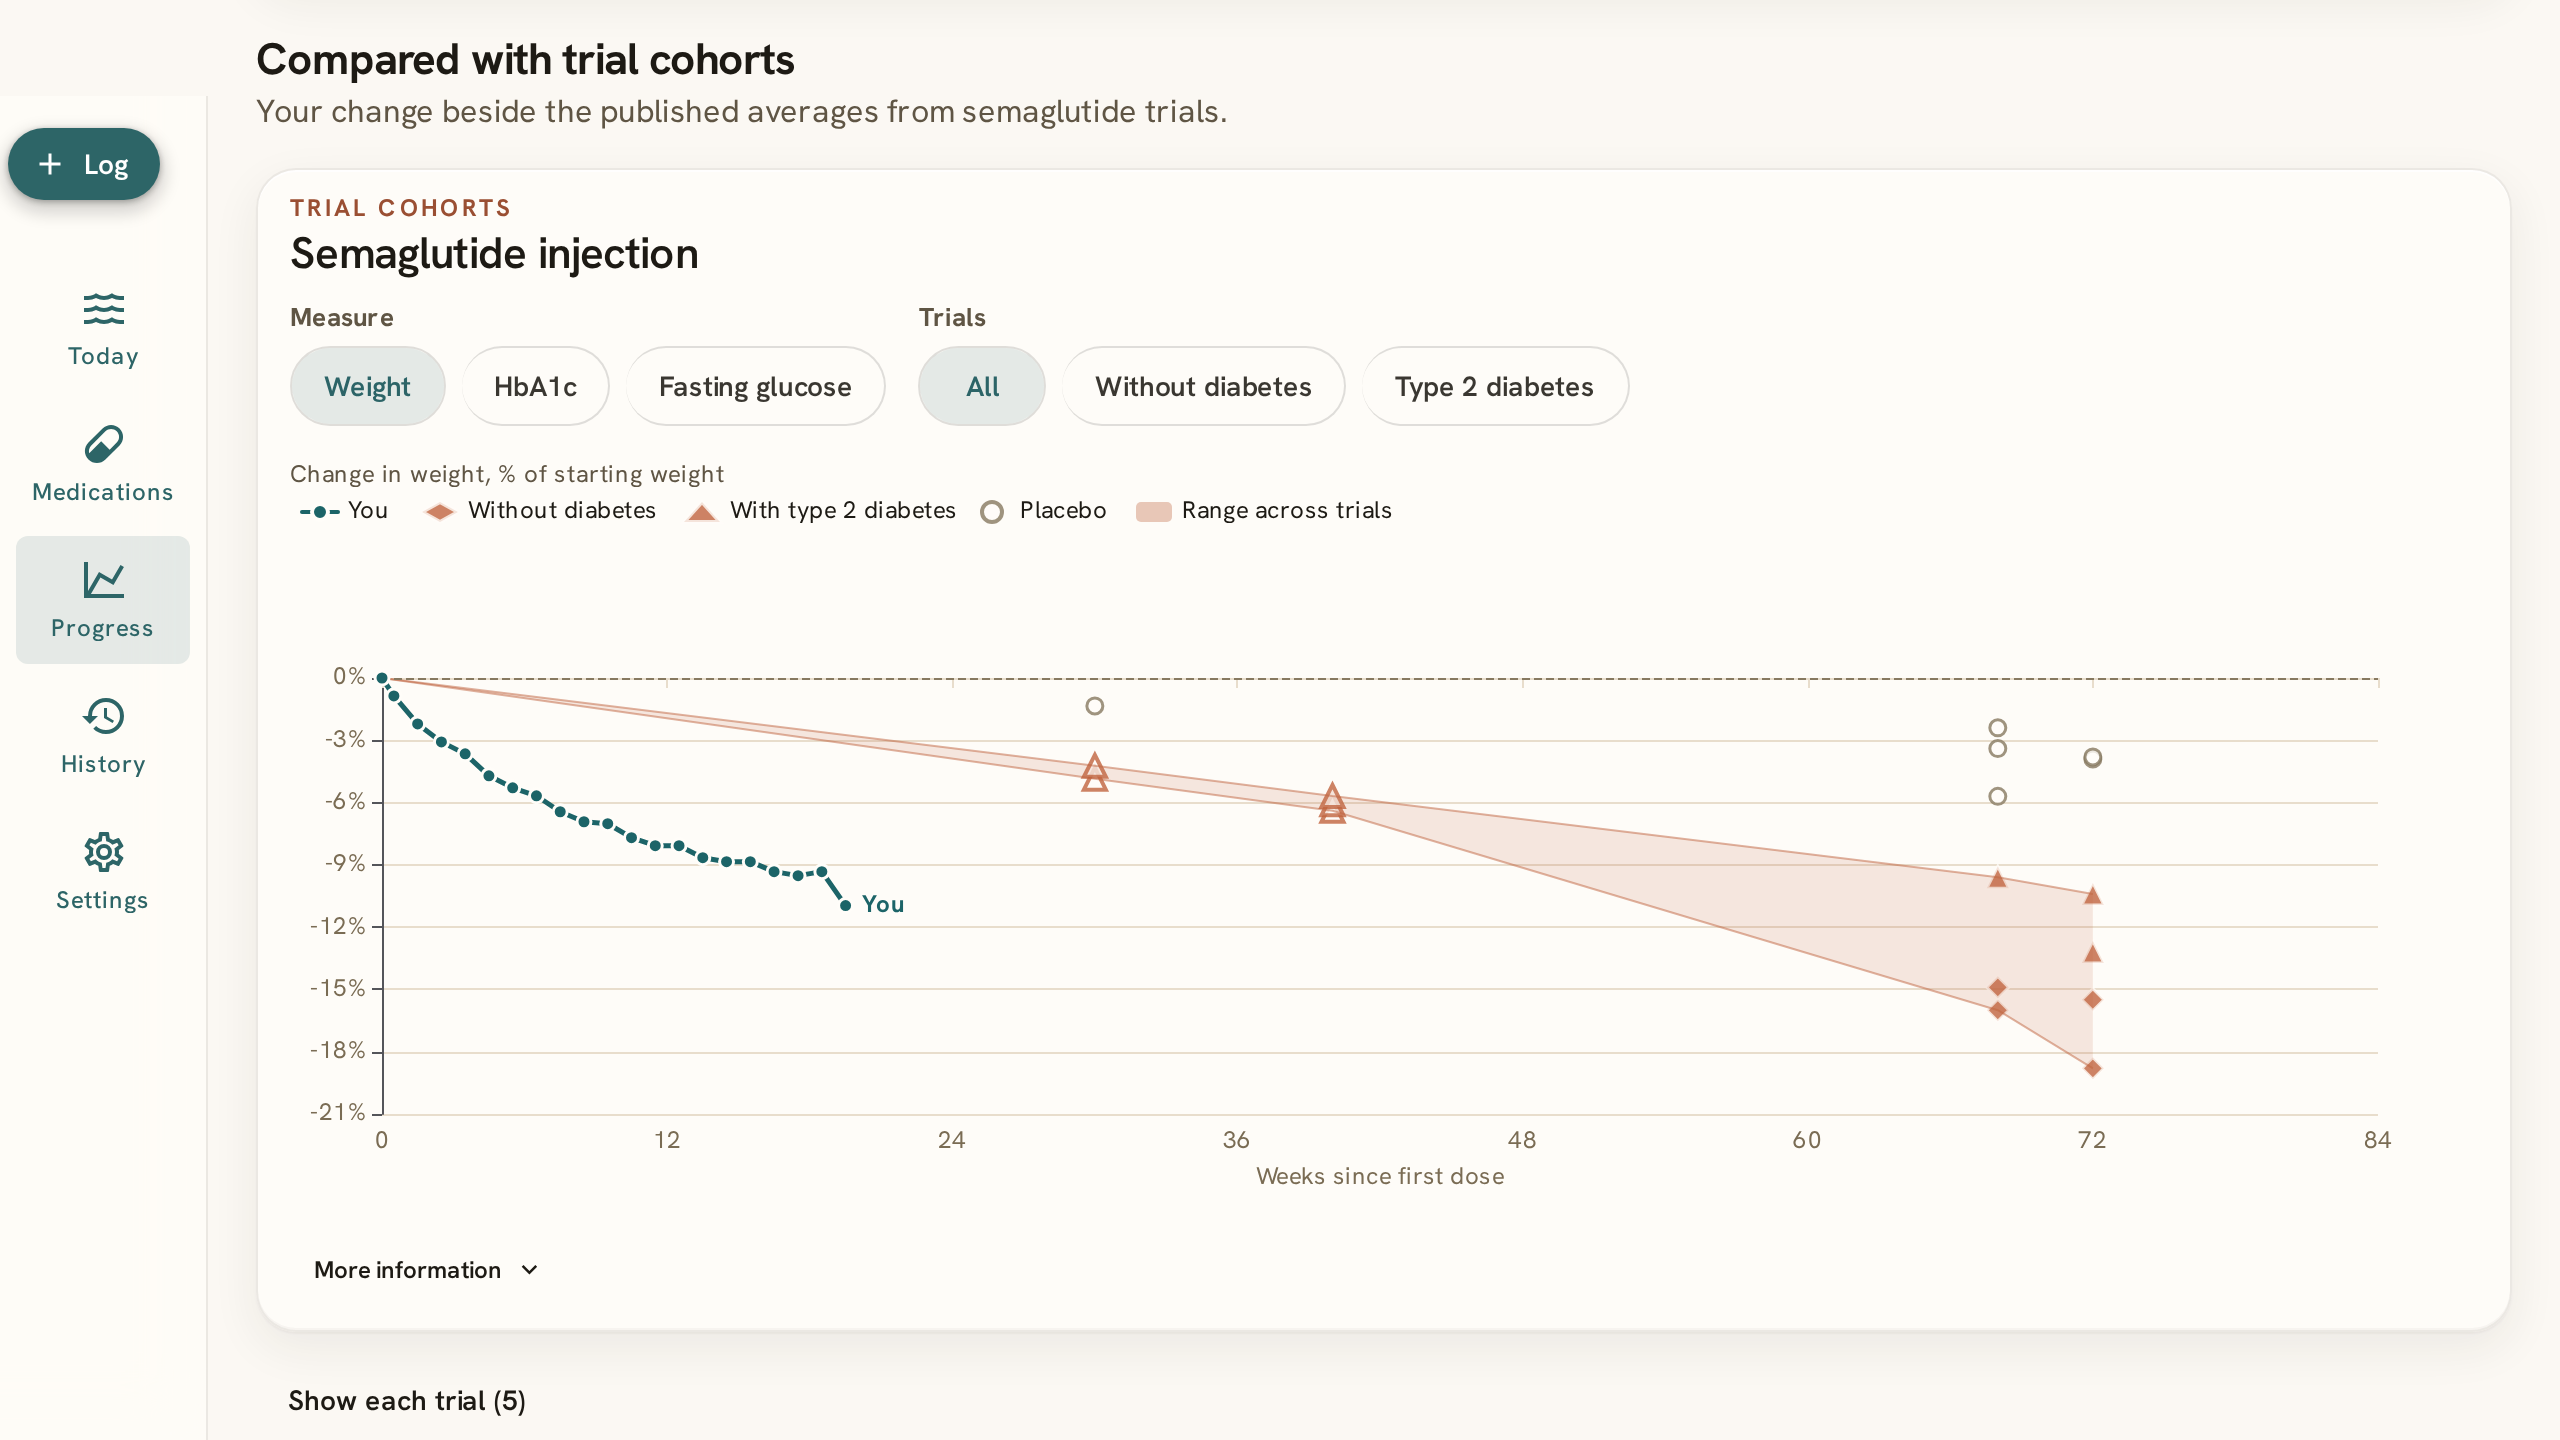 Compared with trial cohorts
Your change beside the published averages from semaglutide trials.
+ Log
Today
Medications
Progress
History
Settings
TRIAL COHORTS
Semaglutide injection
Measure
Trials
Weight
HbA1c
Fasting glucose
All
Without diabetes
Type 2 diabetes
Change in weight, % of starting weight
You
Without diabetes
With type 2 diabetes
Placebo
Range across trials
0%
-3%
-6%
-9%
-12%
-15%
-18%
-21%
You
0 12 24 36 48 60 72 84
Weeks since first dose
More information
Show each trial (5)